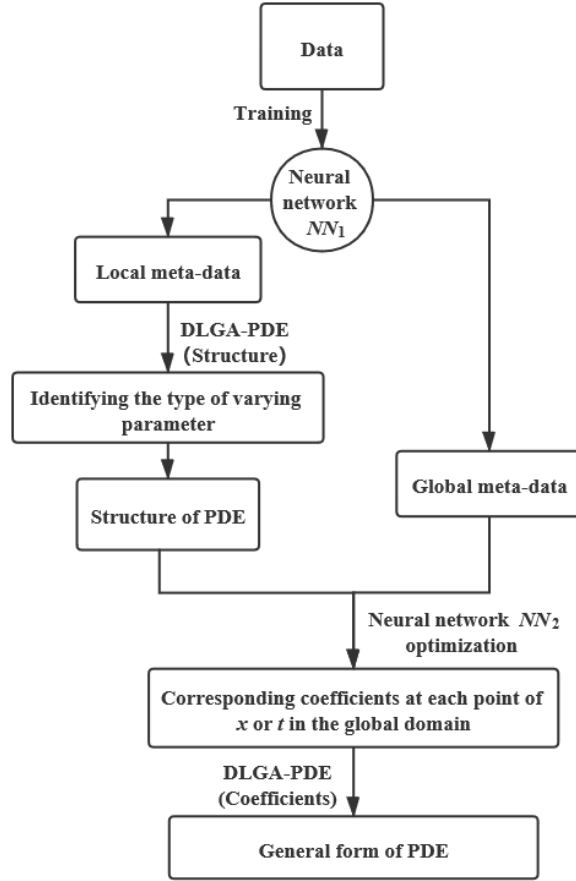 Data
Training
Neural
network
NN₁
Local meta-data
DLGA-PDE
(Structure)
Identifying the type of varying
parameter
Structure of PDE
Global meta-data
Neural network NN₂
optimization
Corresponding coefficients at each point of
x or t in the global domain
DLGA-PDE
(Coefficients)
General form of PDE